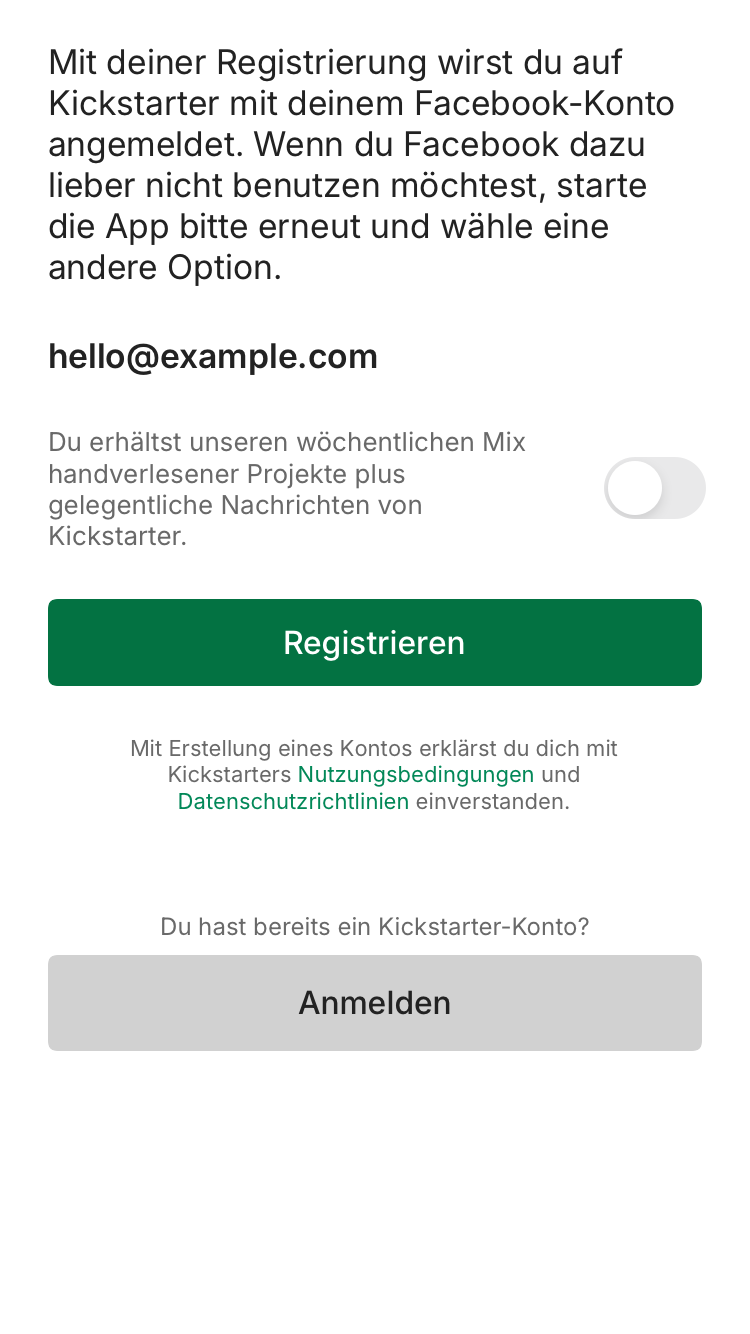 Mit deiner Registrierung wirst du auf
Kickstarter mit deinem Facebook-Konto
angemeldet. Wenn du Facebook dazu
lieber nicht benutzen möchtest, starte
die App bitte erneut und wähle eine
andere Option.
hello@example.com
Du erhältst unseren wöchentlichen Mix
handverlesener Projekte plus
gelegentliche Nachrichten von
Kickstarter.
Registrieren
Mit Erstellung eines Kontos erklärst du dich mit
Kickstarters Nutzungsbedingungen und
Datenschutzrichtlinien einverstanden.
Du hast bereits ein Kickstarter-Konto?
Anmelden